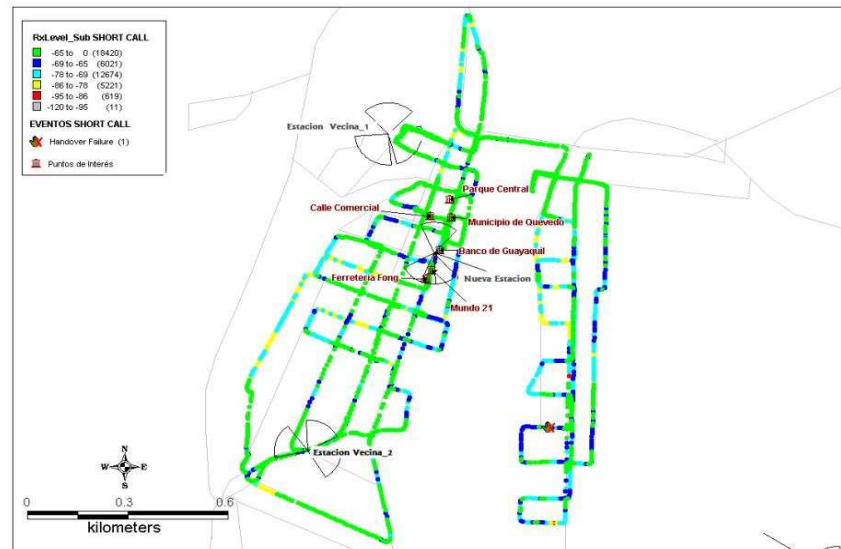 RxLevel_Sub SHORT CALL
-65 to 0 (18420)
-69 to -65 (6021)
-78 to -69 (12674)
-86 to -78 (5221)
-95 to -86 (619)
-120 to -95 (11)
EVENTOS SHORT CALL
Handover Failure (1)
Puntos de Interés
Estacion Vecina_1
Parque Central
Calle Comercial
Municipio de Quevedo
Banco de Guayaquil
Ferreteria Fong
Nueva Estacion
Mundo 21
Estacion Vecina_2
N
W E
S
0 0.3 0.6
kilometers